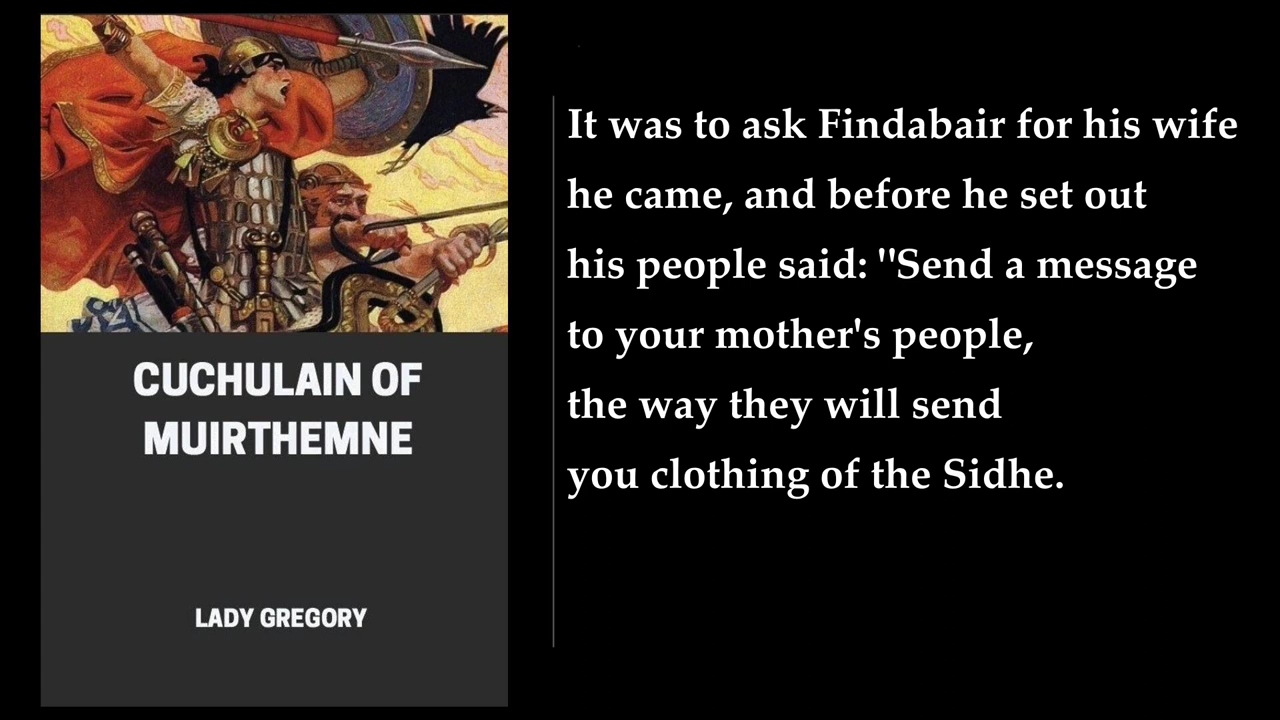 CUCHULAIN OF
MUIRTHEMNE
LADY GREGORY
It was to ask Findabair for his wife
he came, and before he set out
his people said: "Send a message
to your mother's people,
the way they will send
you clothing of the Sidhe.